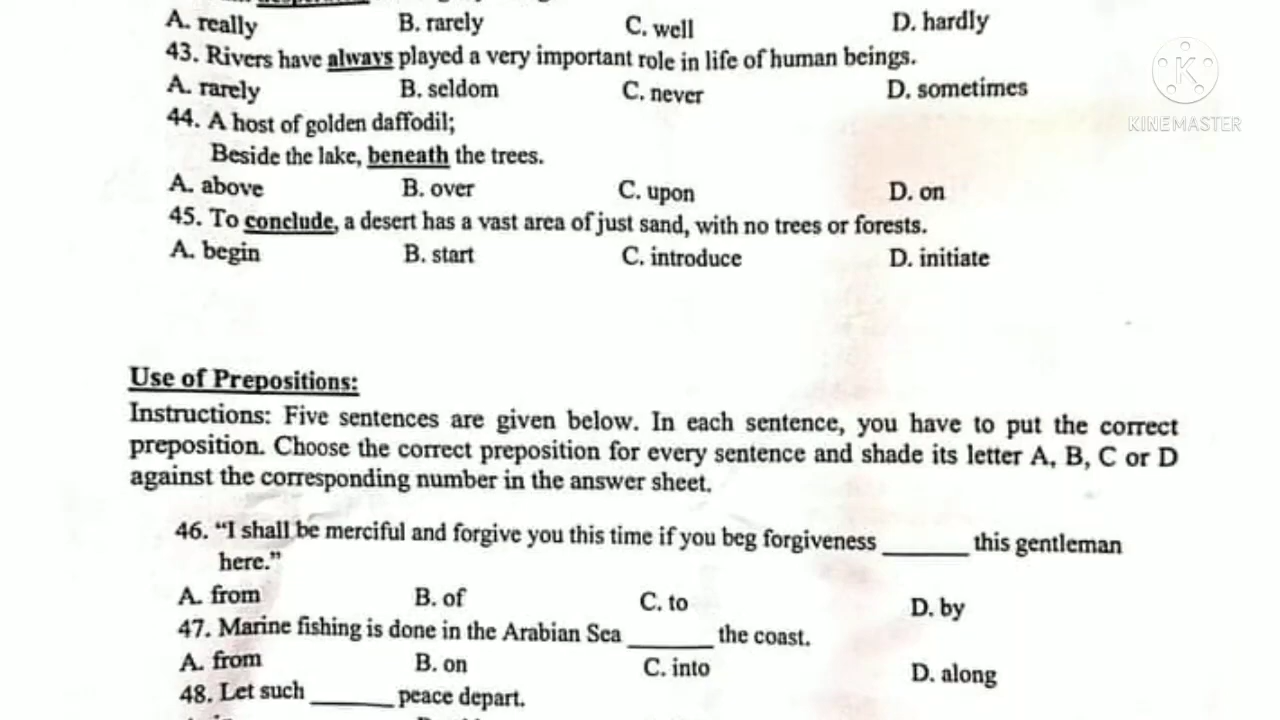 A. really B. rarely C. well D. hardly
43. Rivers have always played a very important role in life of human beings.
A. rarely B. seldom C. never D. sometimes
44. A host of golden daffodil;
Beside the lake, beneath the trees.
A. above B. over C. upon D. on
45. To conclude, a desert has a vast area of just sand, with no trees or forests.
A. begin B. start C. introduce D. initiate
K
KINEMASTER
Use of Prepositions:
Instructions: Five sentences are given below. In each sentence, you have to put the correct
preposition. Choose the correct preposition for every sentence and shade its letter A, B, C or D
against the corresponding number in the answer sheet.
46. “I shall be merciful and forgive you this time if you beg forgiveness ______ this gentleman
here.”
A. from B. of C. to D. by
47. Marine fishing is done in the Arabian Sea ______ the coast.
A. from B. on C. into D. along
48. Let such ______ peace depart.